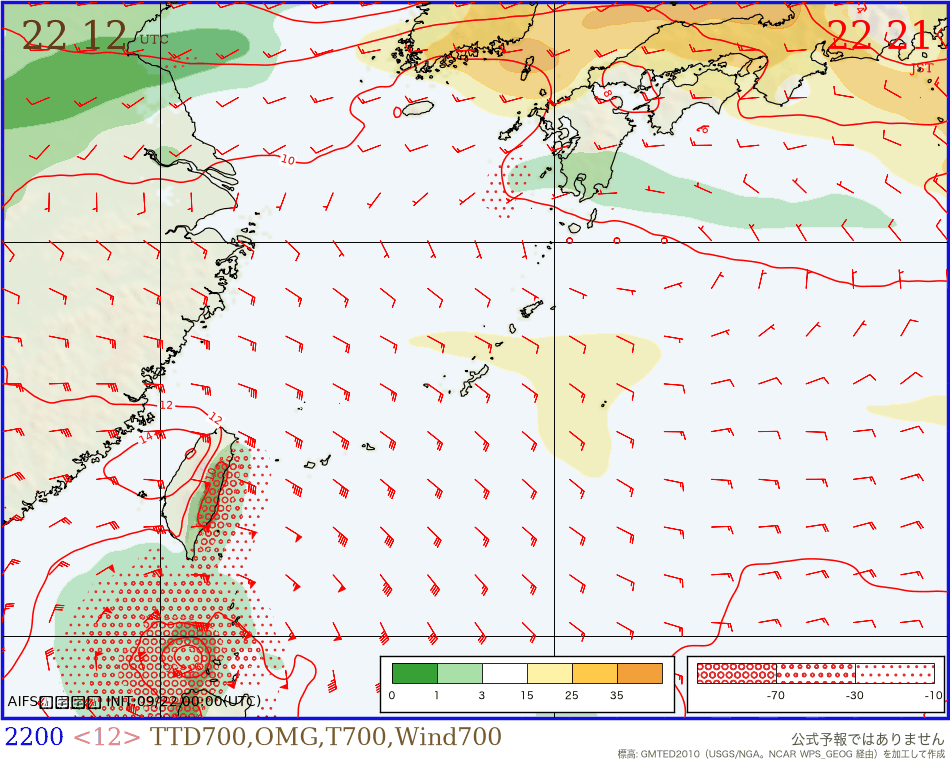 22 12 UTC
22 21
JST
10
8
6
12
12
14
0 1 3 15 25 35
-70 -30 -10
AIFS INIT:09/22 00:00(UTC)
2200 <12> TTD700,OMG,T700,Wind700
公式予報ではありません
標高: GMTED2010（USGS/NGA。NCAR WPS_GEOG 経由）を加工して作成